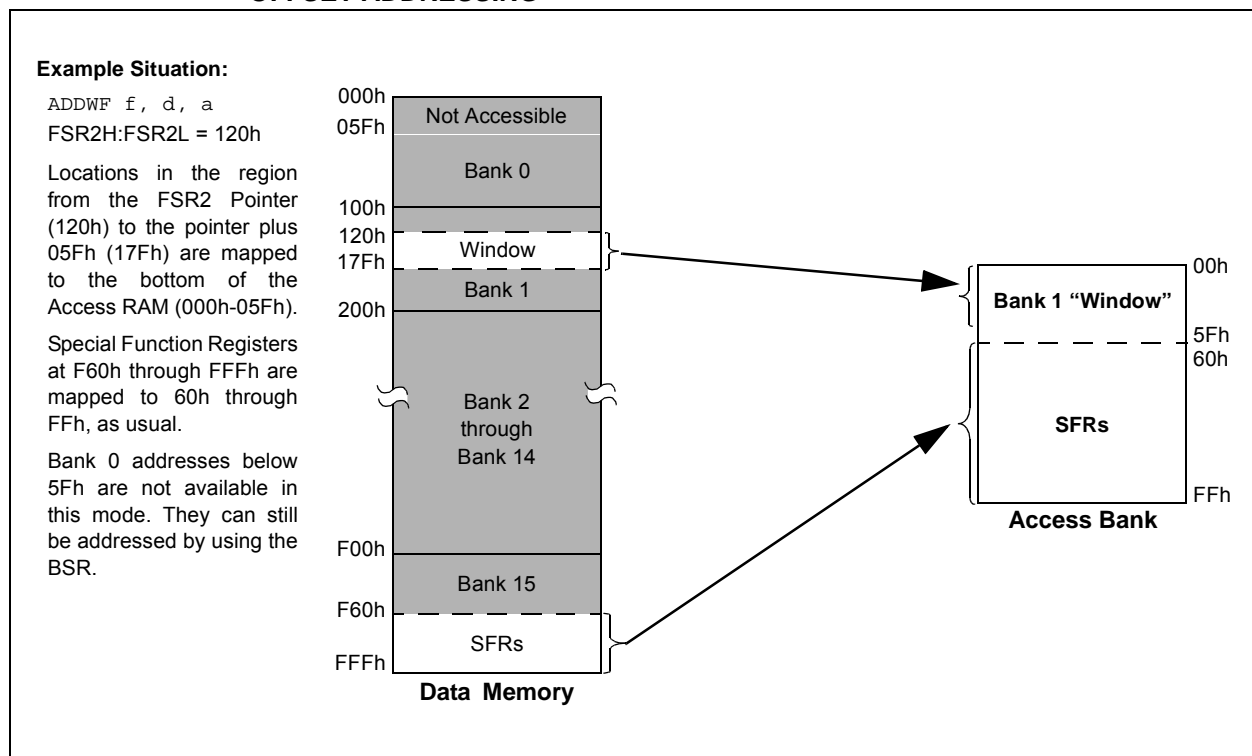 Example Situation:
ADDWF f, d, a
FSR2H:FSR2L = 120h
Locations in the region
from the FSR2 Pointer
(120h) to the pointer plus
05Fh (17Fh) are mapped
to the bottom of the
Access RAM (000h-05Fh).
Special Function Registers
at F60h through FFFh are
mapped to 60h through
FFh, as usual.
Bank 0 addresses below
5Fh are not available in
this mode. They can still
be addressed by using the
BSR.
000h
Not Accessible
05Fh
Bank 0
100h
120h
Window
17Fh
Bank 1
200h
Bank 2
through
Bank 14
F00h
Bank 15
F60h
SFRs
FFFh
Data Memory
00h
Bank 1 “Window”
5Fh
60h
SFRs
FFh
Access Bank